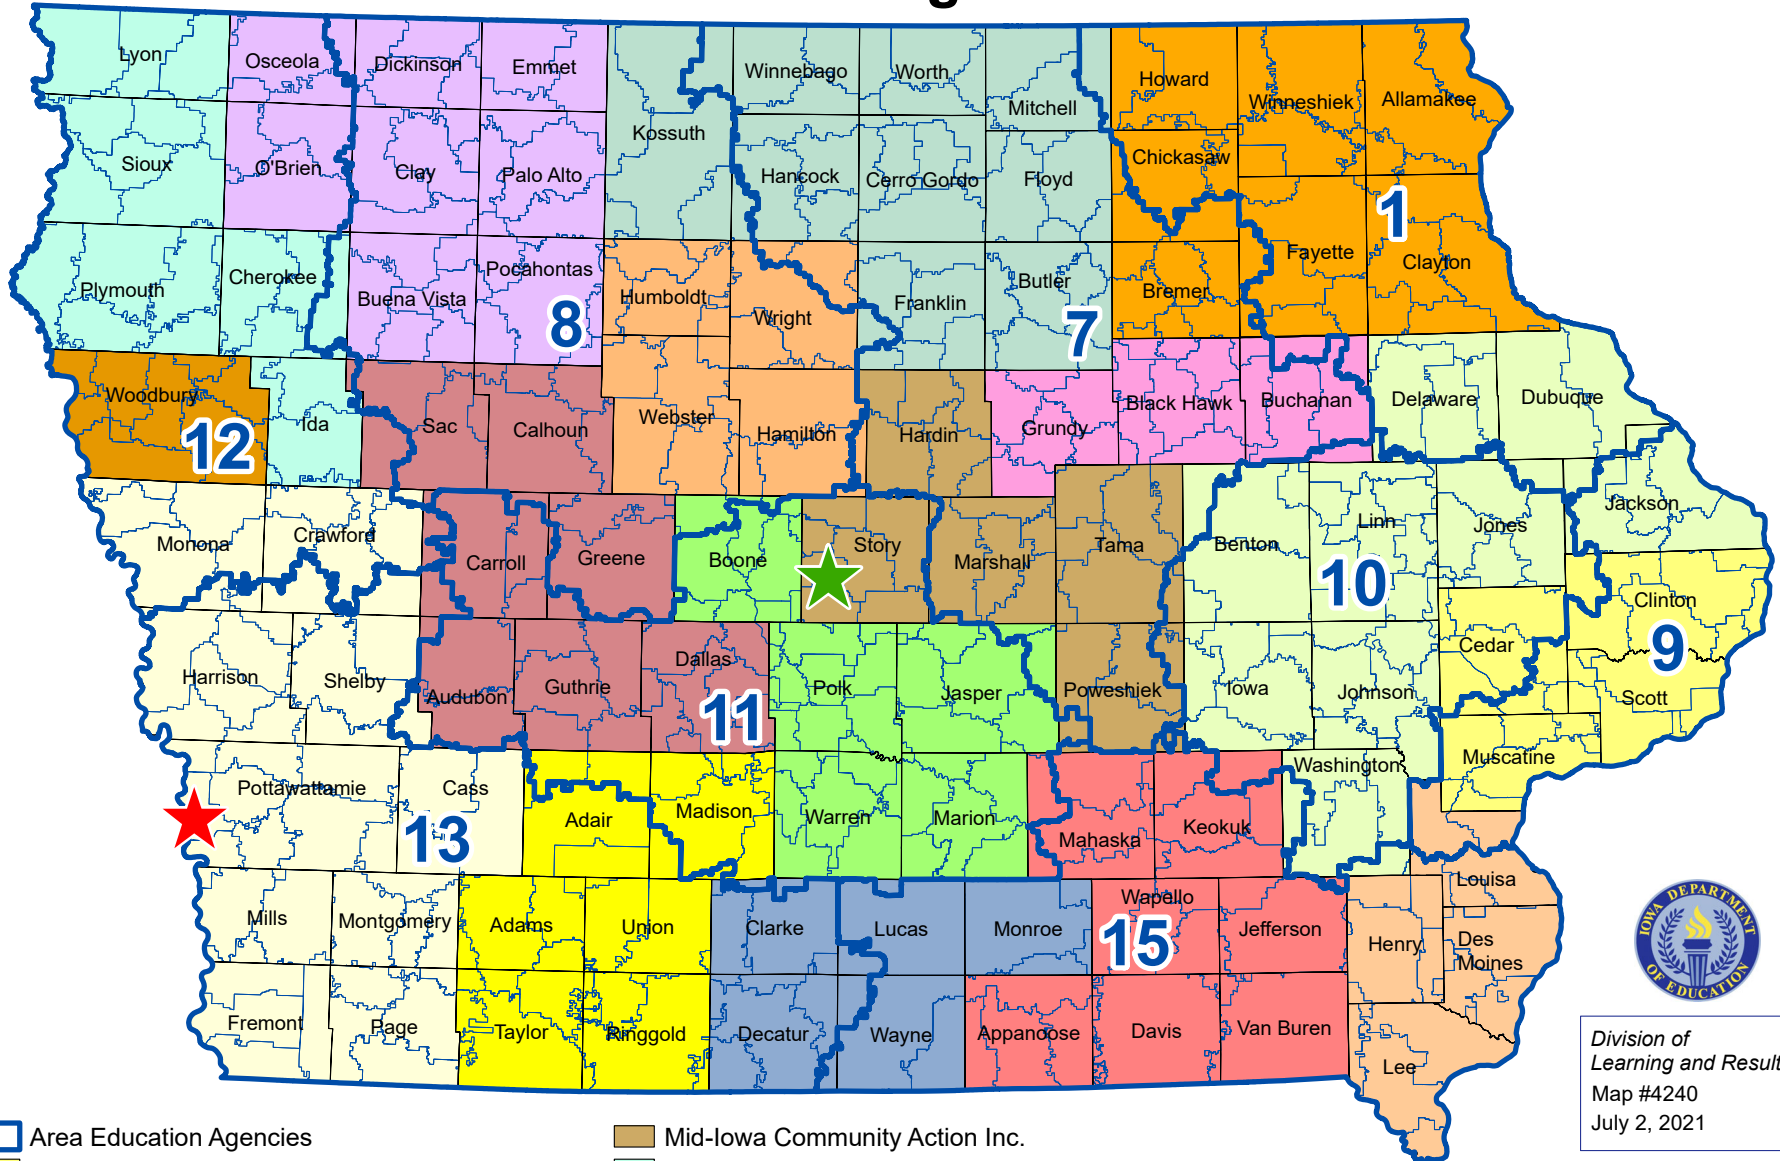 Lyon
Osceola
Dickinson
Emmet
Winnebago
Worth
Mitchell
Howard
Winneshiek
Allamakee
Kossuth
Sioux
O'Brien
Clay
Palo Alto
Hancock
Cerro Gordo
Floyd
Chickasaw
1
Plymouth
Cherokee
Buena Vista
Pocahontas
8
Humboldt
Wright
Franklin
Butler
7
Bremer
Fayette
Clayton
Woodbury
12
Ida
Sac
Calhoun
Webster
Hamilton
Hardin
Grundy
Black Hawk
Buchanan
Delaware
Dubuque
Monona
Crawford
Carroll
Greene
Boone
Story
Marshall
Tama
Benton
Linn
10
Jones
Jackson
Clinton
9
Harrison
Shelby
Audubon
Guthrie
Dallas
11
Polk
Jasper
Poweshiek
Iowa
Johnson
Cedar
Scott
Muscatine
Pottawattamie
Cass
13
Adair
Madison
Warren
Marion
Mahaska
Keokuk
Washington
Louisa
Mills
Montgomery
Adams
Union
Clarke
Lucas
Monroe
Wapello
15
Jefferson
Henry
Des
Moines
Fremont
Page
Taylor
Ringgold
Decatur
Wayne
Appanoose
Davis
Van Buren
Lee
IOWA DEPARTMENT
OF EDUCATION
Division of
Learning and Result
Map #4240
July 2, 2021
Area Education Agencies
Mid-Iowa Community Action Inc.